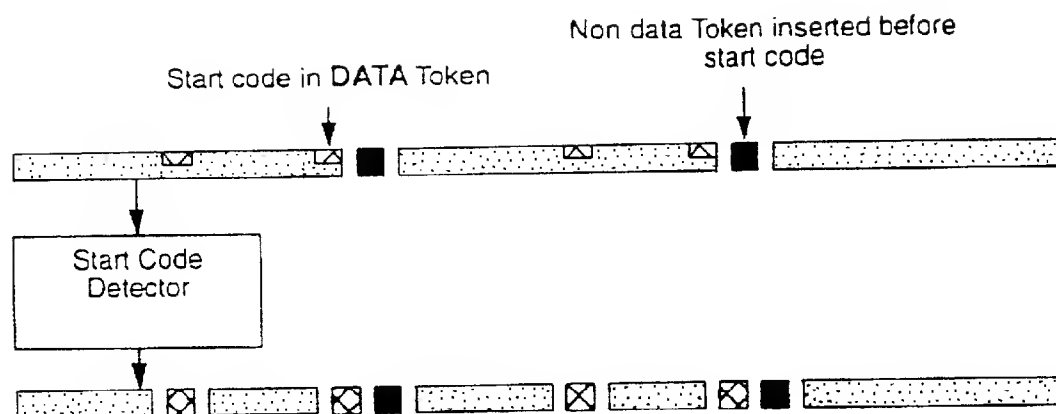 Non data Token inserted before
start code
Start code in DATA Token
Start Code
Detector